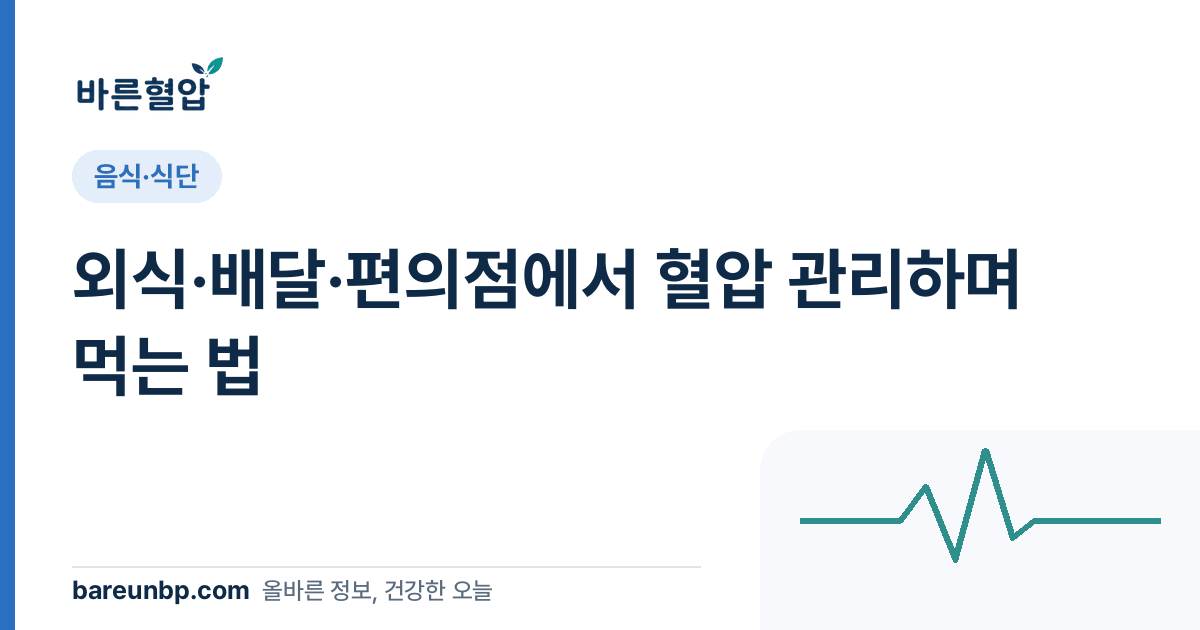 바른혈압
음식·식단
외식·배달·편의점에서 혈압 관리하며
먹는 법
bareunbp.com 올바른 정보, 건강한 오늘